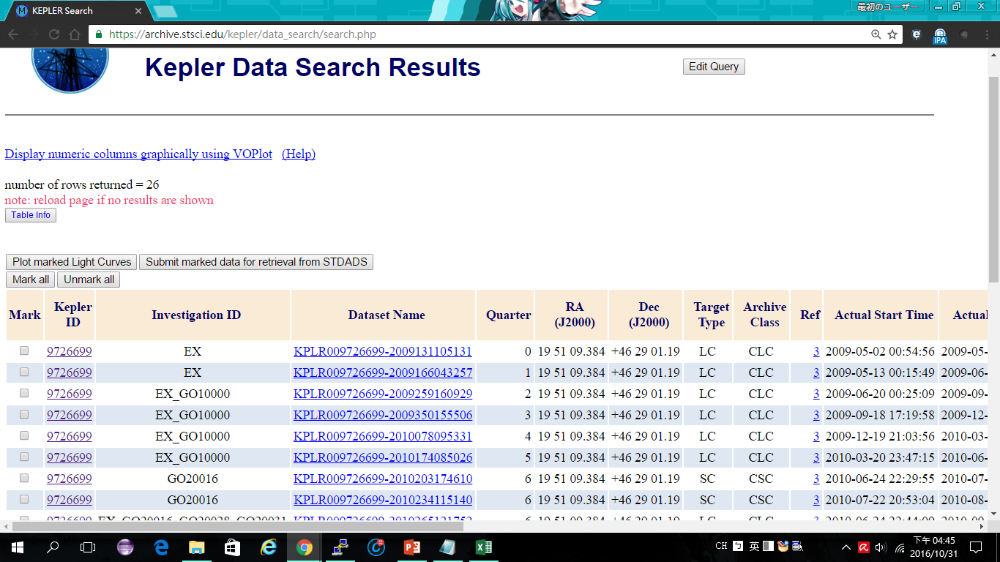 KEPLER Search
最初のユーザー
https://archive.stsci.edu/kepler/data_search/search.php
IPA
Kepler Data Search Results
Edit Query
Display numeric columns graphically using VOPlot (Help)
number of rows returned = 26
note: reload page if no results are shown
Table Info
Plot marked Light Curves Submit marked data for retrieval from STDADS
Mark all Unmark all
Mark Kepler ID Investigation ID Dataset Name Quarter RA (J2000) Dec (J2000) Target Type Archive Class Ref Actual Start Time Actual
9726699 EX KPLR009726699-2009131105131 0 19 51 09.384 +46 29 01.19 LC CLC 3 2009-05-02 00:54:56 2009-05-
9726699 EX KPLR009726699-2009166043257 1 19 51 09.384 +46 29 01.19 LC CLC 3 2009-05-13 00:15:49 2009-06-
9726699 EX_GO10000 KPLR009726699-2009259160929 2 19 51 09.384 +46 29 01.19 LC CLC 3 2009-06-20 00:25:09 2009-09-
9726699 EX_GO10000 KPLR009726699-2009350155506 3 19 51 09.384 +46 29 01.19 LC CLC 3 2009-09-18 17:19:58 2009-12-
9726699 EX_GO10000 KPLR009726699-2010078095331 4 19 51 09.384 +46 29 01.19 LC CLC 3 2009-12-19 21:03:56 2010-03-
9726699 EX_GO10000 KPLR009726699-2010174085026 5 19 51 09.384 +46 29 01.19 LC CLC 3 2010-03-20 23:47:15 2010-06-
9726699 GO20016 KPLR009726699-2010203174610 6 19 51 09.384 +46 29 01.19 SC CSC 3 2010-06-24 22:29:55 2010-07-
9726699 GO20016 KPLR009726699-2010234115140 6 19 51 09.384 +46 29 01.19 SC CSC 3 2010-07-22 20:53:04 2010-08-
9726699 EX_GO20016_GO20028_GO20031 KPLR009726699-2010265121752 6 19 51 09.384 +46 29 01.19 LC CLC 3 2010-06-24 22:44:00 2010-09-
CH 英 下午 04:45
2016/10/31